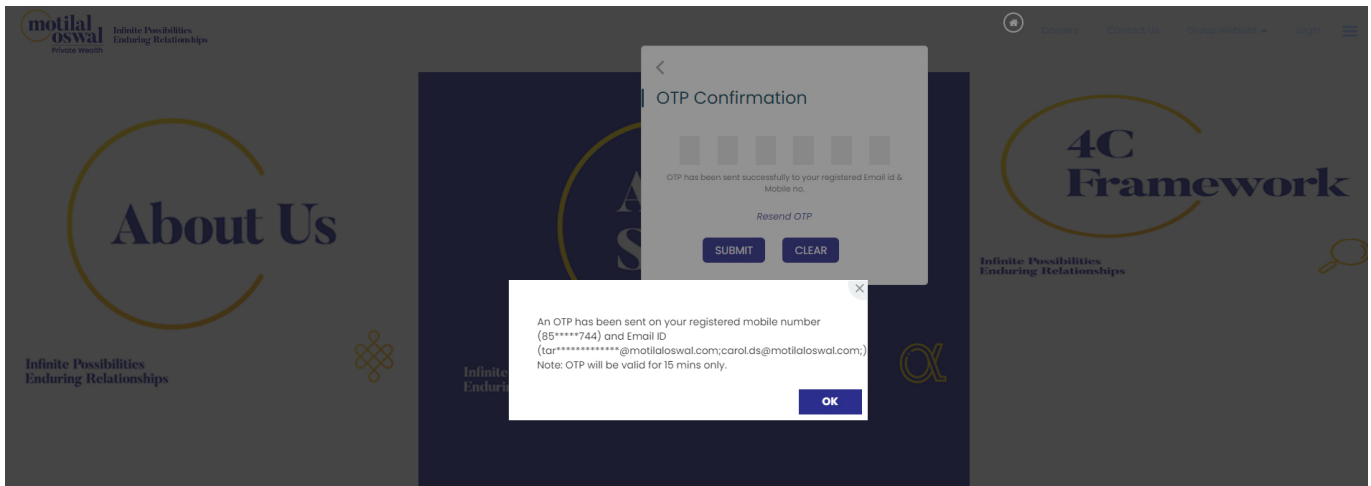 motilal
oswal
Private Wealth
Infinite Possibilities
Enduring Relationships
Careers
Contact Us
Group Website
Login
OTP Confirmation
OTP has been sent successfully to your registered Email id &
Mobile no.
Resend OTP
SUBMIT
CLEAR
About Us
Infinite Possibilities
Enduring Relationships
A
S
Infinite
4C
Framework
Infinite Possibilities
Enduring Relationships
An OTP has been sent on your registered mobile number
(85*****744) and Email ID
(tar*************@motilaloswal.com;carol.ds@motilaloswal.com;)
Note: OTP will be valid for 15 mins only.
OK